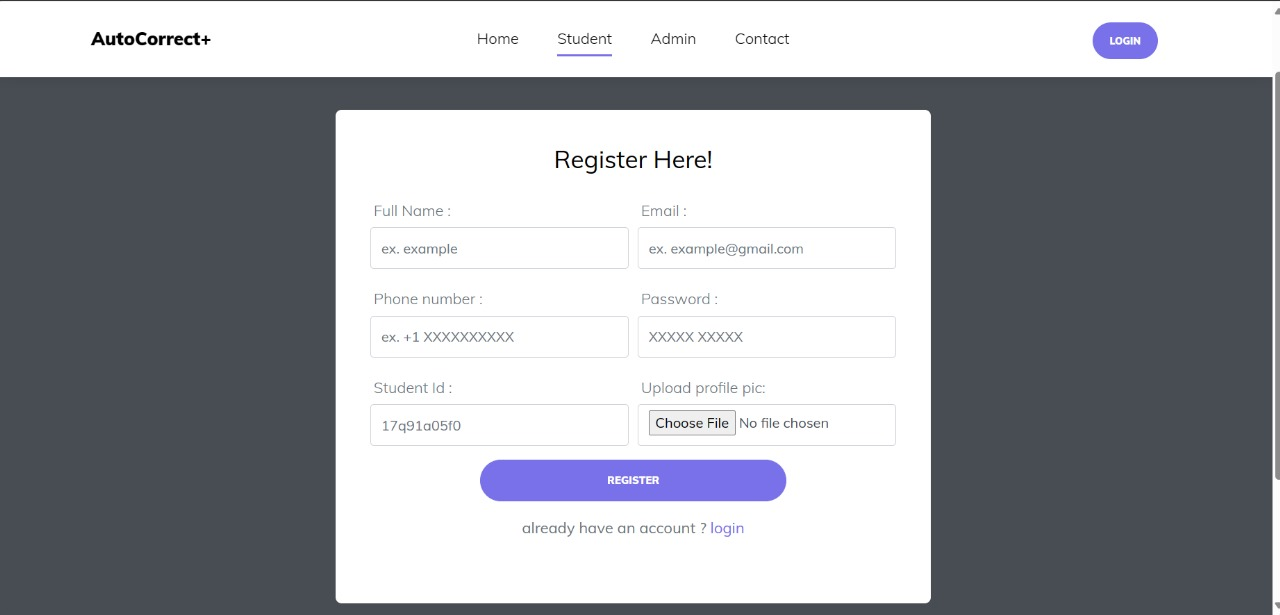 AutoCorrect+ Home Student Admin Contact LOGIN
Register Here!
Full Name : Email :
ex. example ex. example@gmail.com
Phone number : Password :
ex. +1 XXXXXXXXXX XXXXX XXXXX
Student Id : Upload profile pic:
17q91a05f0 Choose File No file chosen
REGISTER
already have an account ? login